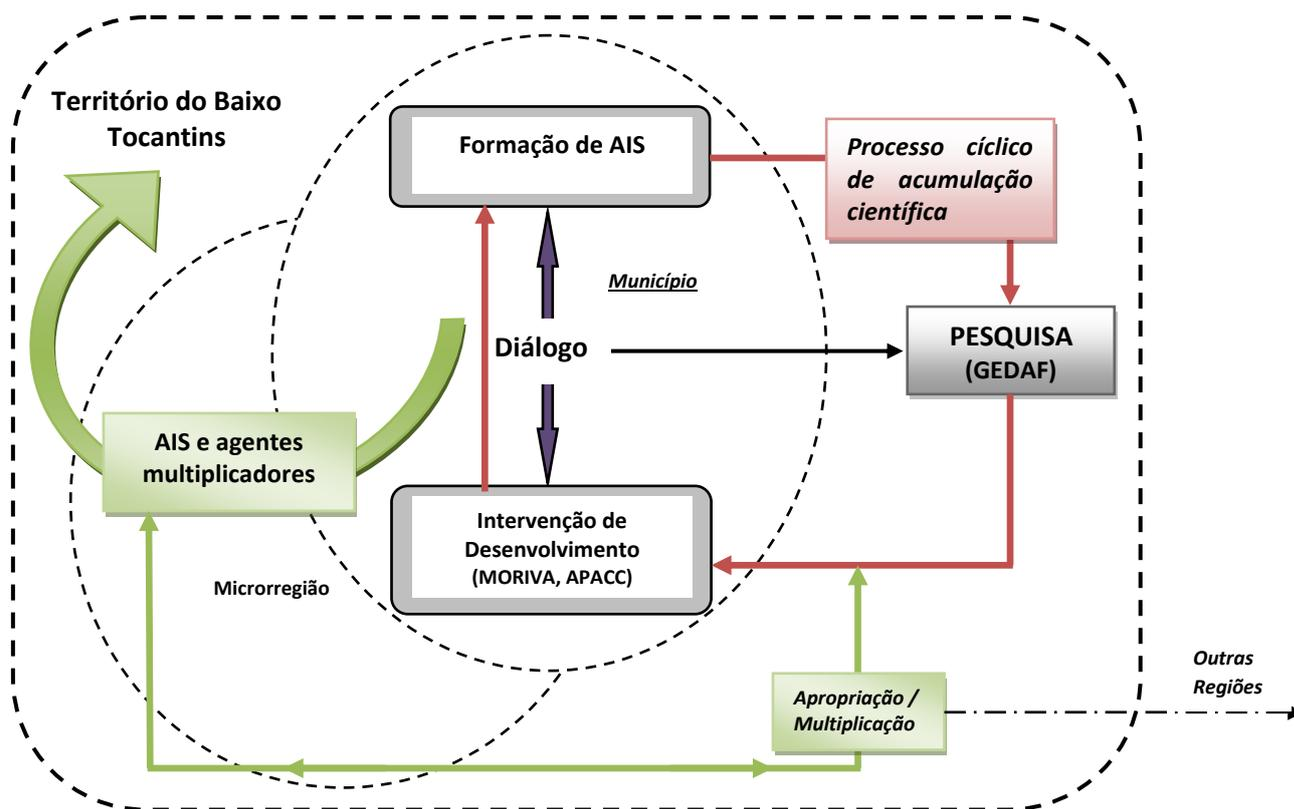 Território do Baixo
Tocantins
Formação de AIS
Processo cíclico
de acumulação
científica
Município
Diálogo
PESQUISA
(GEDAF)
AIS e agentes
multiplicadores
Intervenção de
Desenvolvimento
(MORIVA, APACC)
Microrregião
Outras
Regiões
Apropriação /
Multiplicação